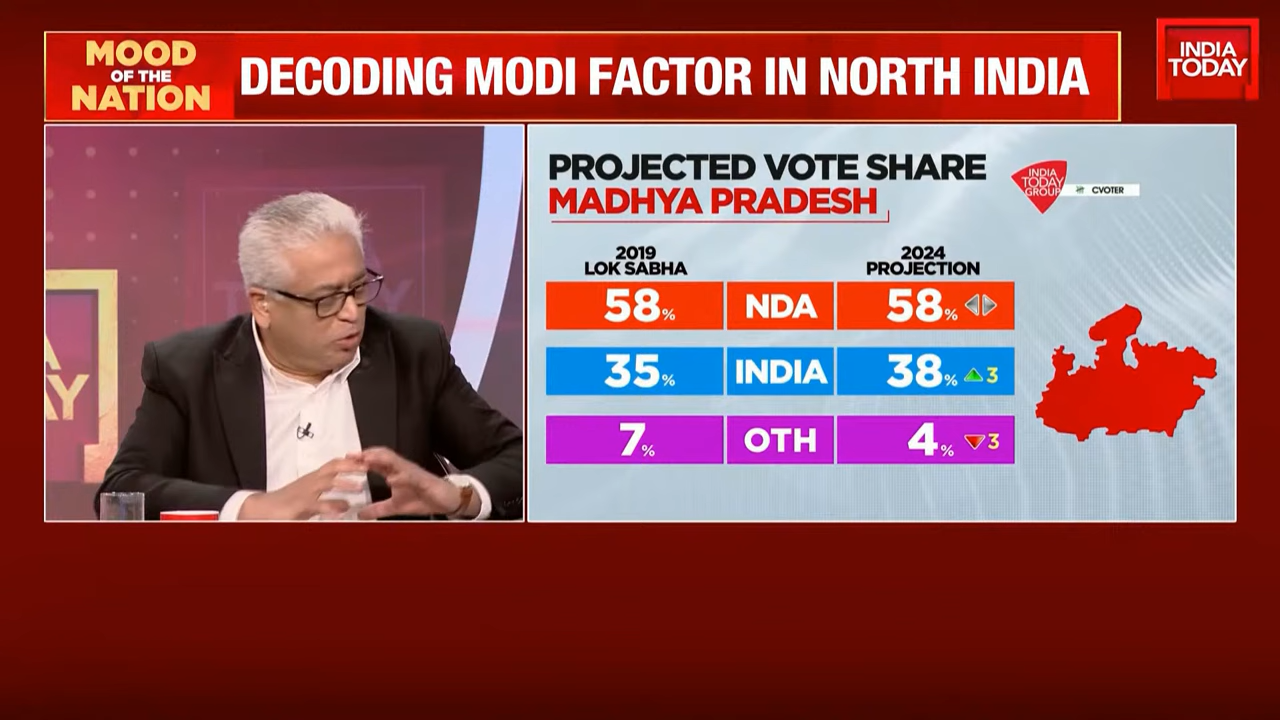 MOOD
OF THE
NATION
DECODING MODI FACTOR IN NORTH INDIA
INDIA
TODAY
PROJECTED VOTE SHARE
MADHYA PRADESH
INDIA
TODAY
GROUP
CVOTER
2019
LOK SABHA
2024
PROJECTION
58% NDA 58%
35% INDIA 38% 3
7% OTH 4% 3
A
AY